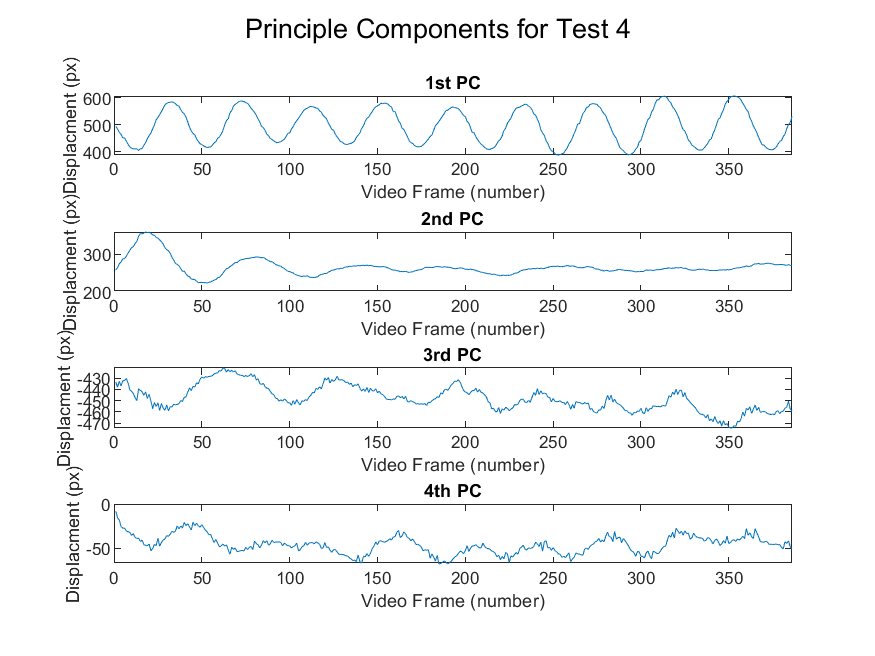 Principle Components for Test 4
1st PC
Displacment (px)
600
500
400
0 50 100 150 200 250 300 350
Video Frame (number)
2nd PC
Displacment (px)
300
200
0 50 100 150 200 250 300 350
Video Frame (number)
3rd PC
Displacment (px)
-430
-440
-450
-460
-470
0 50 100 150 200 250 300 350
Video Frame (number)
4th PC
Displacment (px)
0
-50
0 50 100 150 200 250 300 350
Video Frame (number)